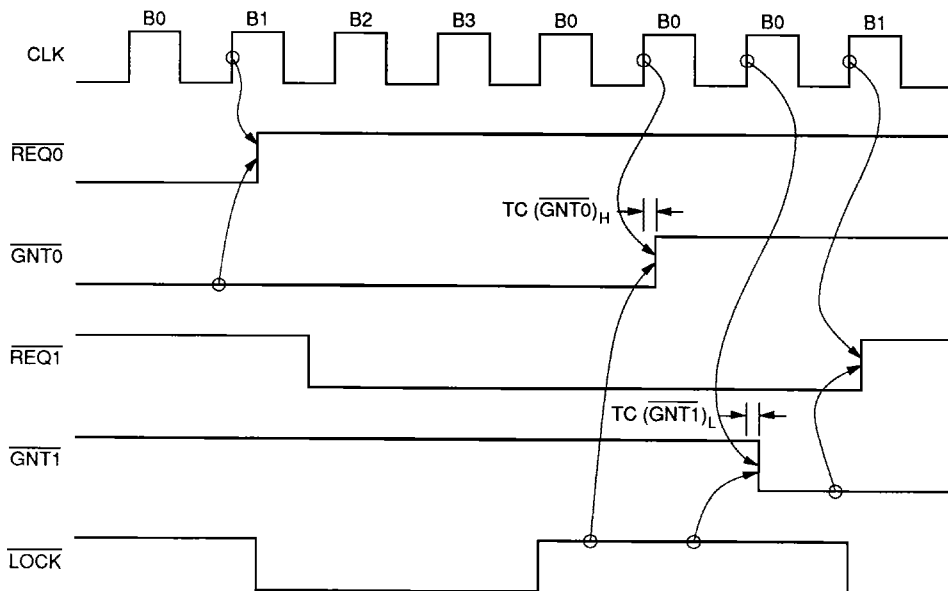 B0 B1 B2 B3 B0 B0 B0 B1
CLK
REQ0
TC (GNT0)H
GNT0
REQ1
TC (GNT1)L
GNT1
LOCK